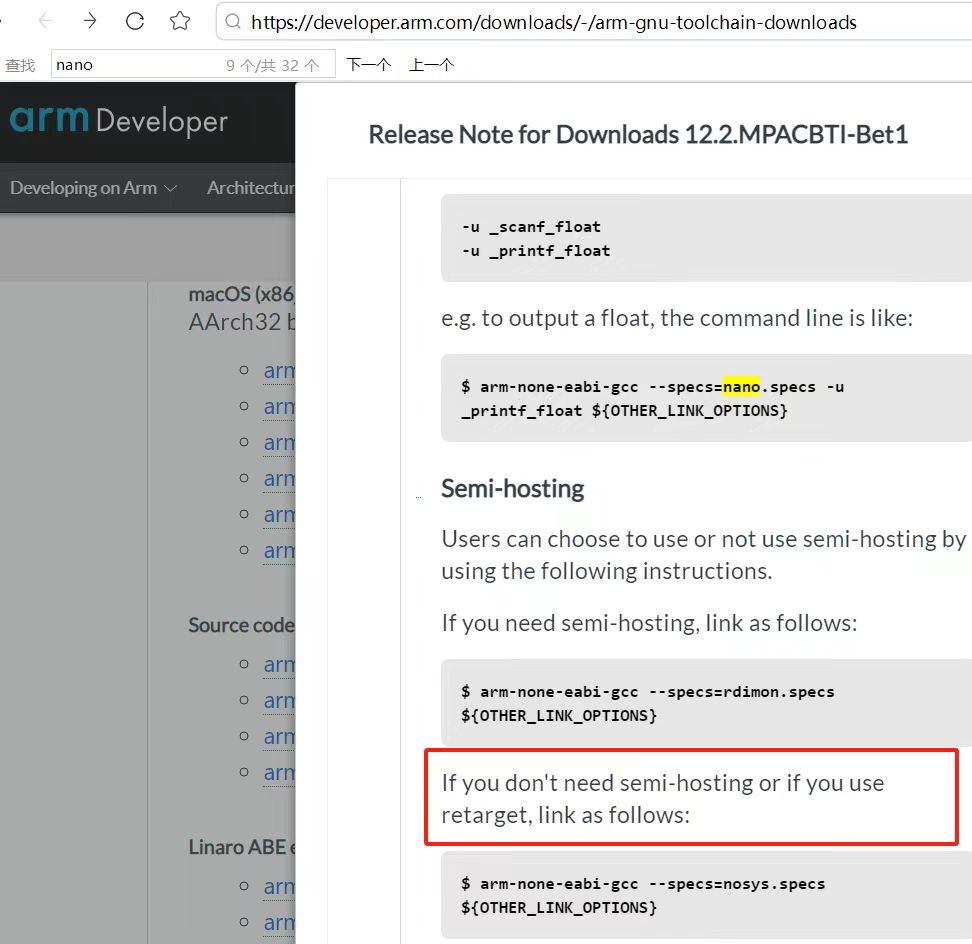 https://developer.arm.com/downloads/-/arm-gnu-toolchain-downloads
查找 nano 9 个/共 32 个 下一个 上一个
arm Developer
Developing on Arm Architectur
macOS (x86
AArch32 b
arm
arm
arm
arm
arm
arm
Source code
arm
arm
arm
arm
Linaro ABE e
arm
arm
Release Note for Downloads 12.2.MPACBTI-Bet1
-u _scanf_float
-u _printf_float
e.g. to output a float, the command line is like:
$ arm-none-eabi-gcc --specs=nano.specs -u
_printf_float ${OTHER_LINK_OPTIONS}
Semi-hosting
Users can choose to use or not use semi-hosting by
using the following instructions.
If you need semi-hosting, link as follows:
$ arm-none-eabi-gcc --specs=rdimon.specs
${OTHER_LINK_OPTIONS}
If you don't need semi-hosting or if you use
retarget, link as follows:
$ arm-none-eabi-gcc --specs=nosys.specs
${OTHER_LINK_OPTIONS}